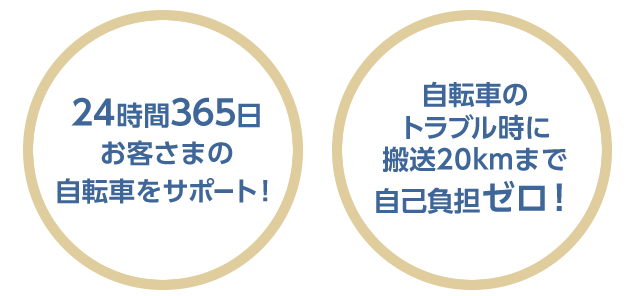 24時間365日
お客さまの
自転車をサポート！
自転車の
トラブル時に
搬送20kmまで
自己負担ゼロ！